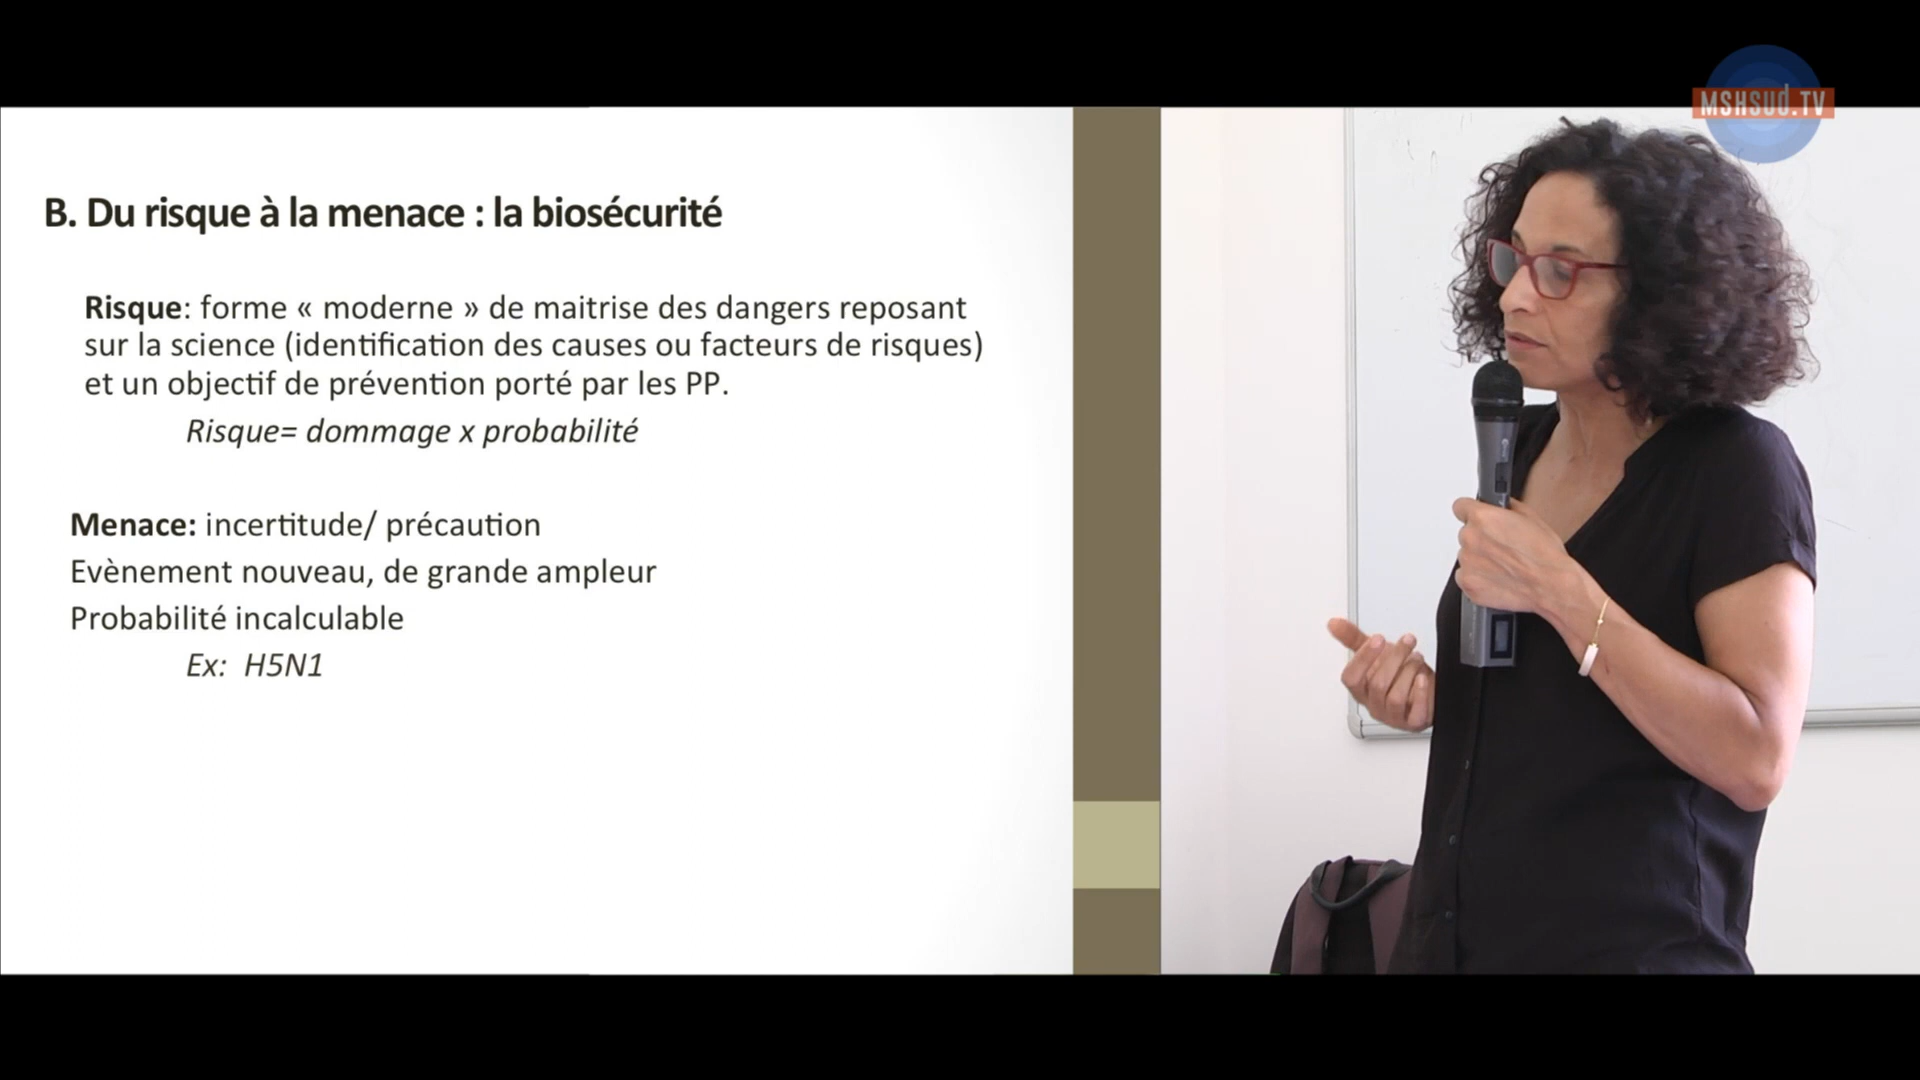 MSHSUD.TV
B. Du risque à la menace : la biosécurité
Risque: forme « moderne » de maitrise des dangers reposant
sur la science (identification des causes ou facteurs de risques)
et un objectif de prévention porté par les PP.
Risque= dommage x probabilité
Menace: incertitude/ précaution
Evènement nouveau, de grande ampleur
Probabilité incalculable
Ex: H5N1